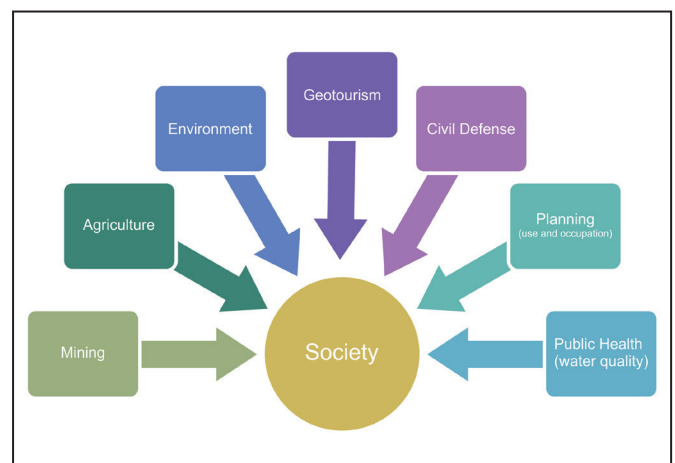 Geotourism
Environment
Civil Defense
Agriculture
Planning
(use and occupation)
Mining
Society
Public Health
(water quality)